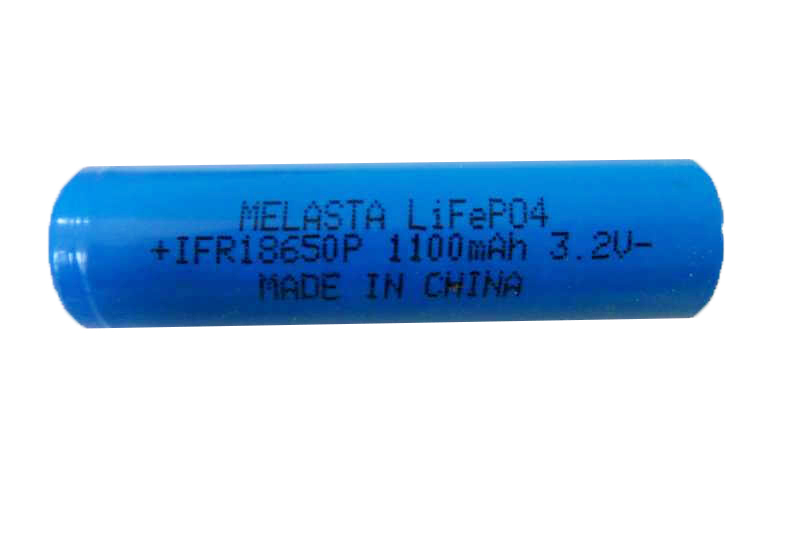 MELASTA LiFePO4
+IFR18650P 1100mAh 3.2V-
MADE IN CHINA